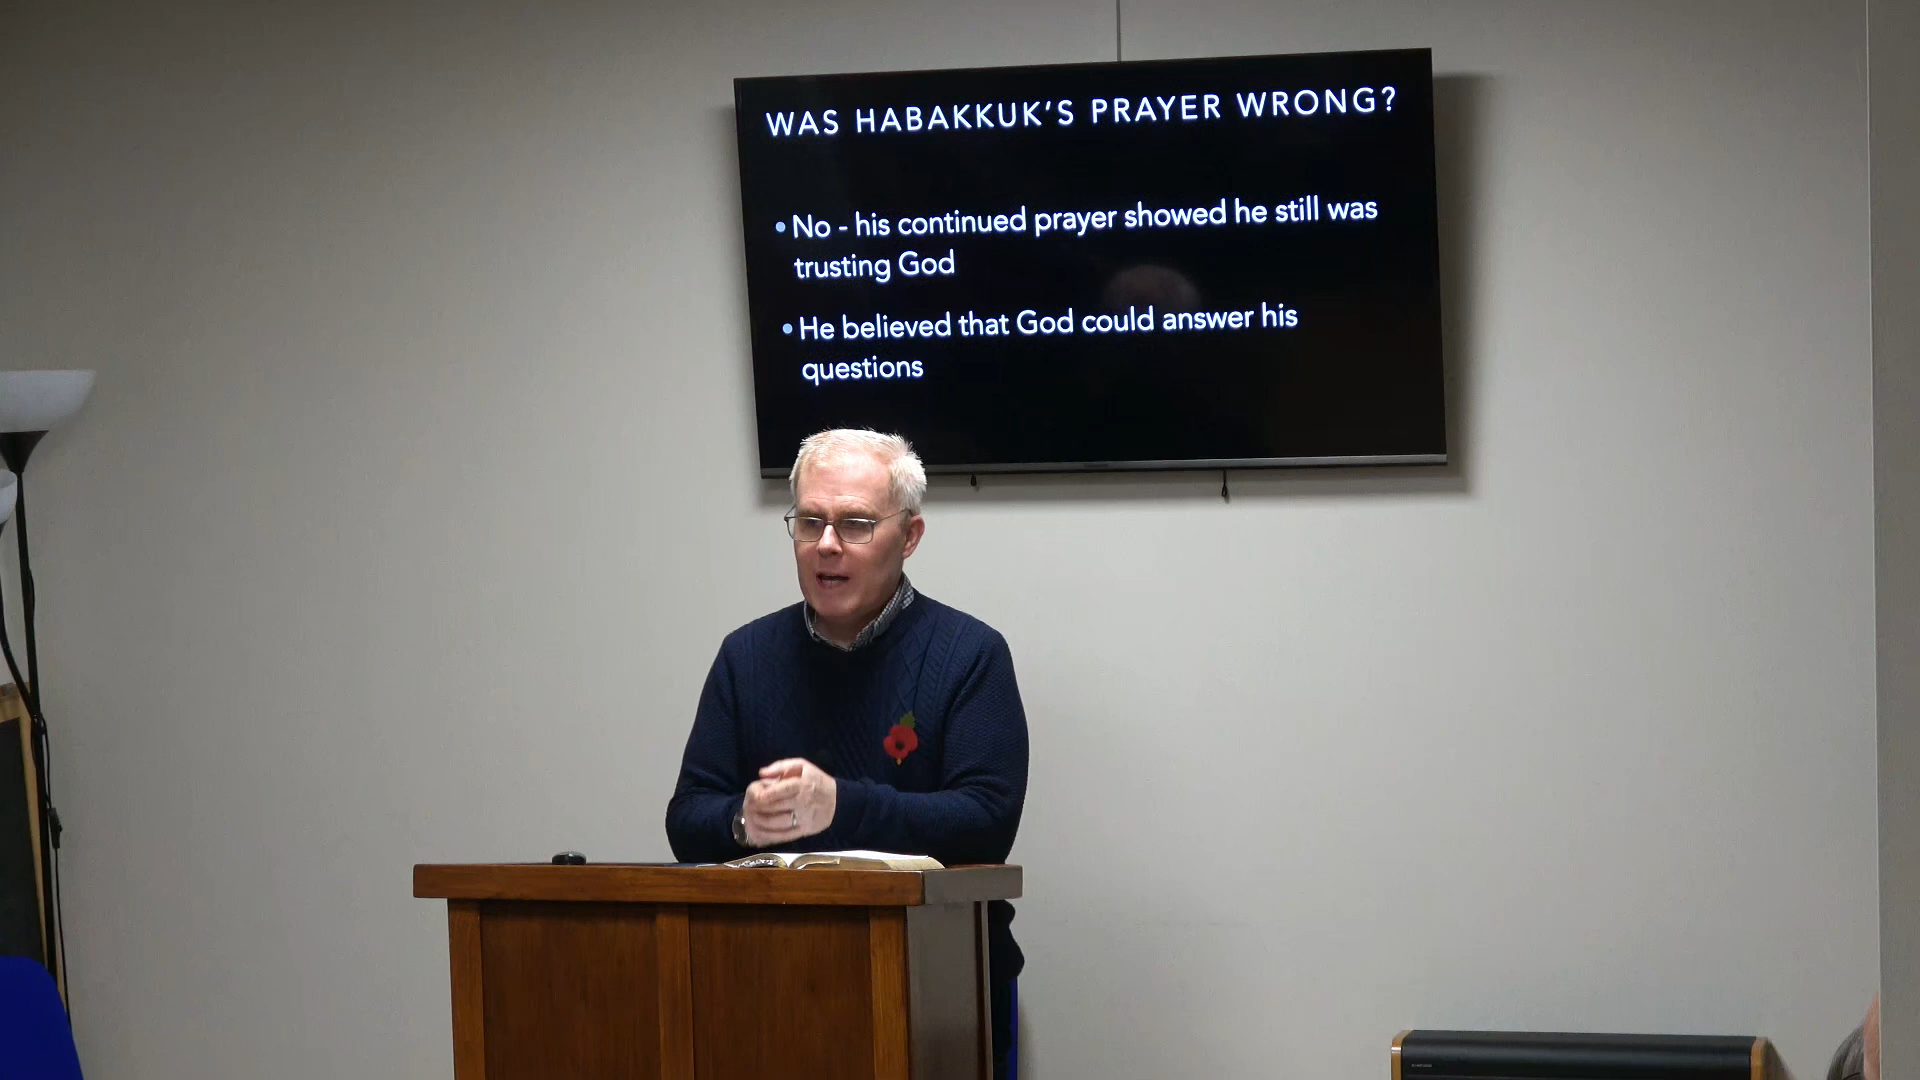 WAS HABAKKUK'S PRAYER WRONG?
• No - his continued prayer showed he still was
trusting God
• He believed that God could answer his
questions